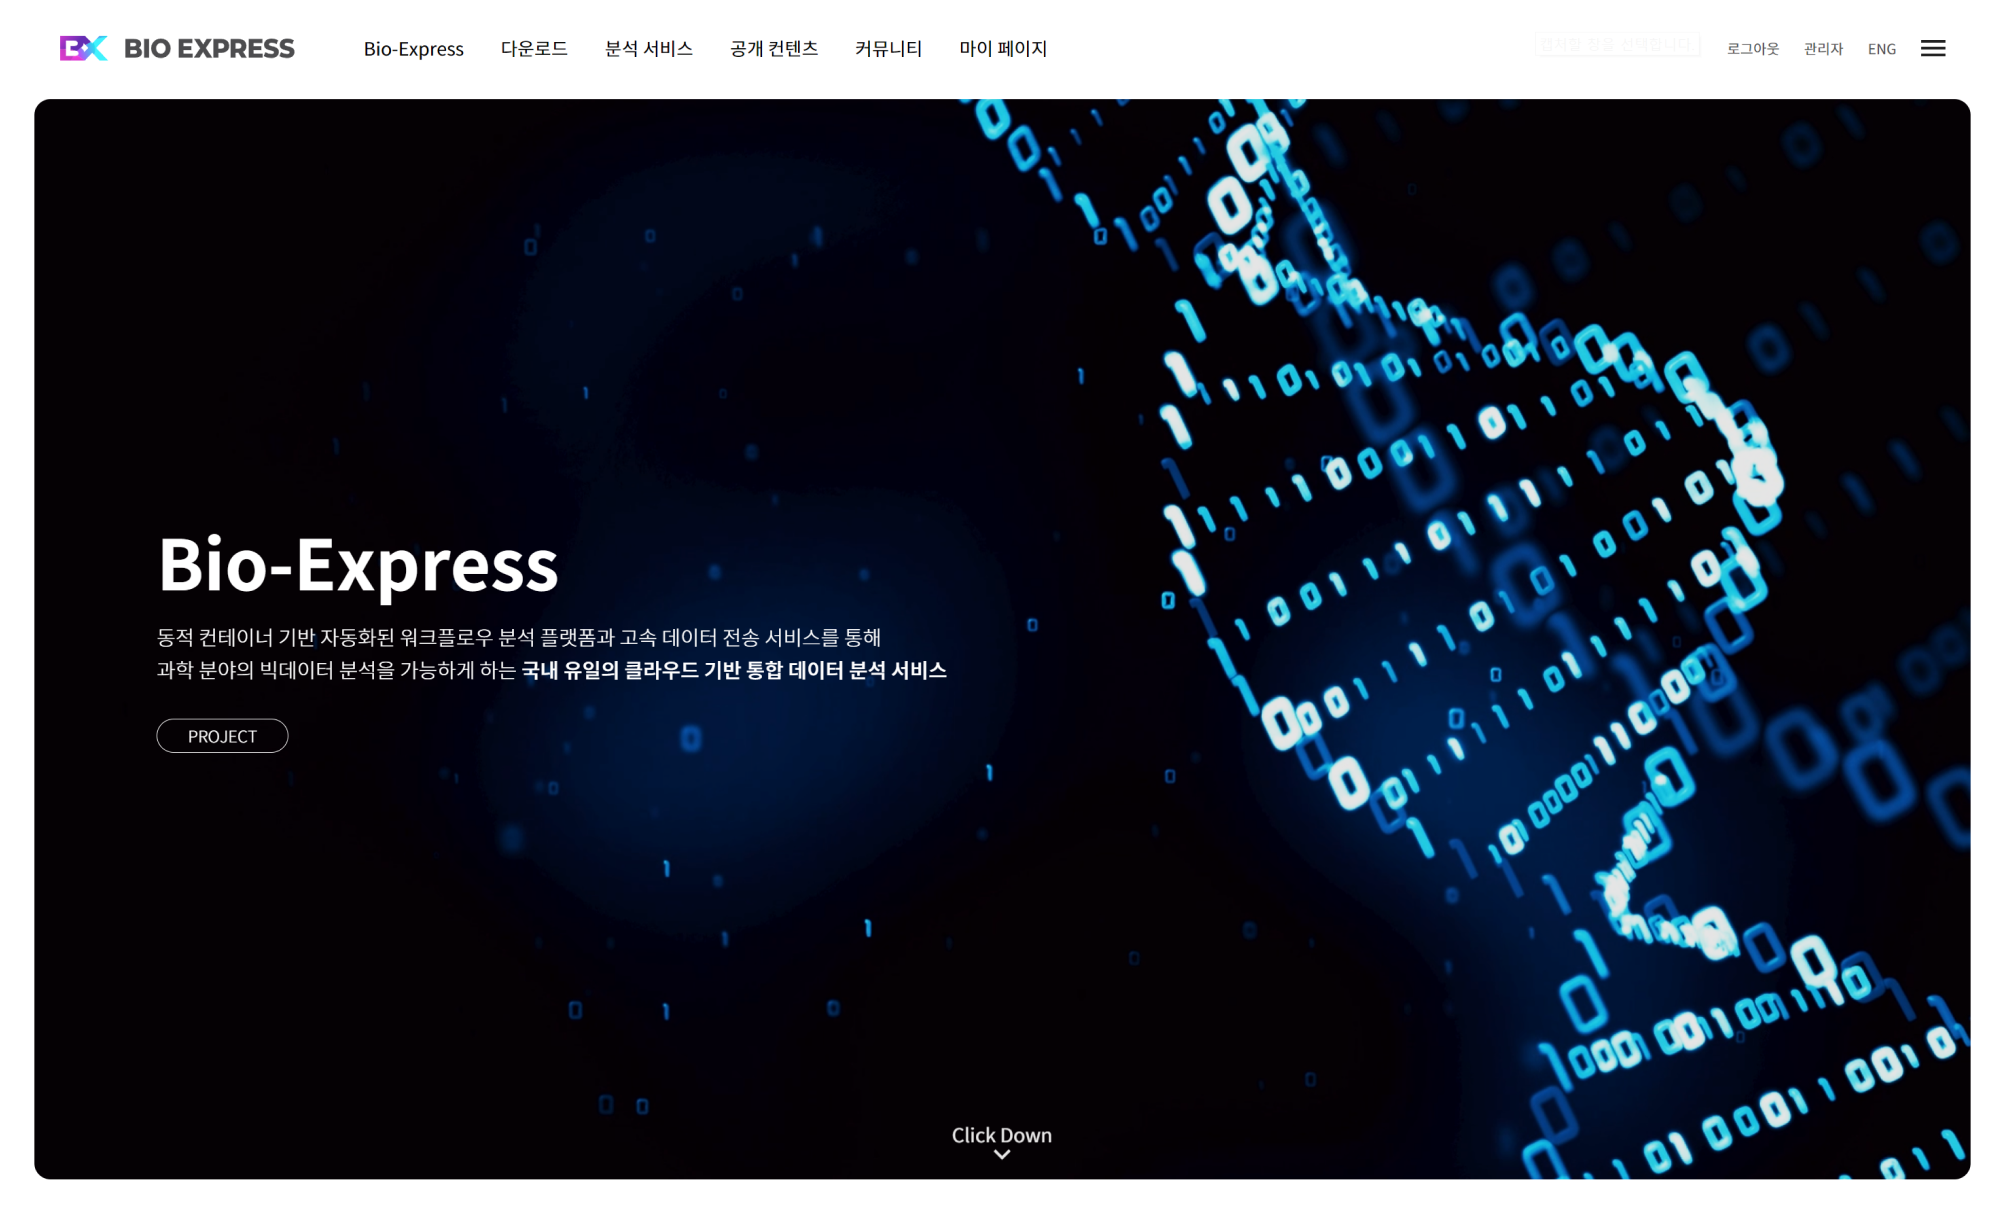 BX BIO EXPRESS
Bio-Express 다운로드 분석 서비스 공개 컨텐츠 커뮤니티 마이 페이지
로그아웃 관리자 ENG
Bio-Express
동적 컨테이너 기반 자동화된 워크플로우 분석 플랫폼과 고속 데이터 전송 서비스를 통해
과학 분야의 빅데이터 분석을 가능하게 하는 국내 유일의 클라우드 기반 통합 데이터 분석 서비스
PROJECT
Click Down